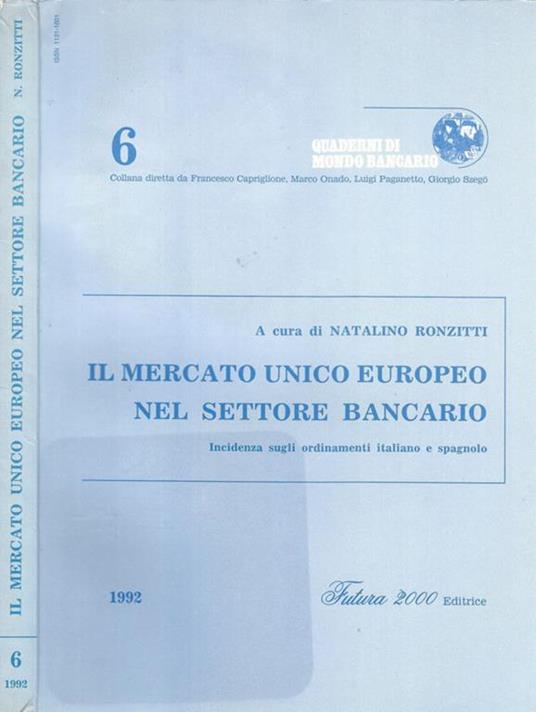 IL MERCATO UNICO EUROPEO NEL SETTORE BANCARIO N. RONZITTI
6
1992
ISSN 1121-1601
6
QUADERNI DI
MONDO BANCARIO
Collana diretta da Francesco Capriglione, Marco Onado, Luigi Paganetto, Giorgio Szegö
A cura di NATALINO RONZITTI
IL MERCATO UNICO EUROPEO
NEL SETTORE BANCARIO
Incidenza sugli ordinamenti italiano e spagnolo
1992
Futura 2000 Editrice